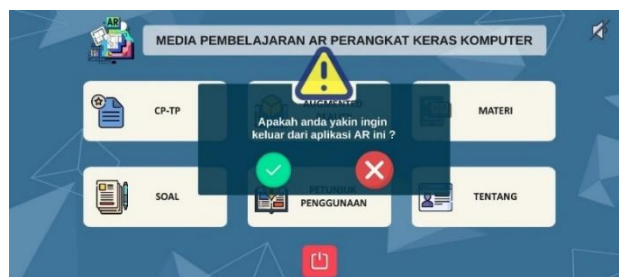 AR
MEDIA PEMBELAJARAN AR PERANGKAT KERAS KOMPUTER
CP-TP
AUGMENTED
MATERI
Apakah anda yakin ingin
keluar dari aplikasi AR ini ?
SOAL
PETUNJUK
PENGGUNAAN
TENTANG